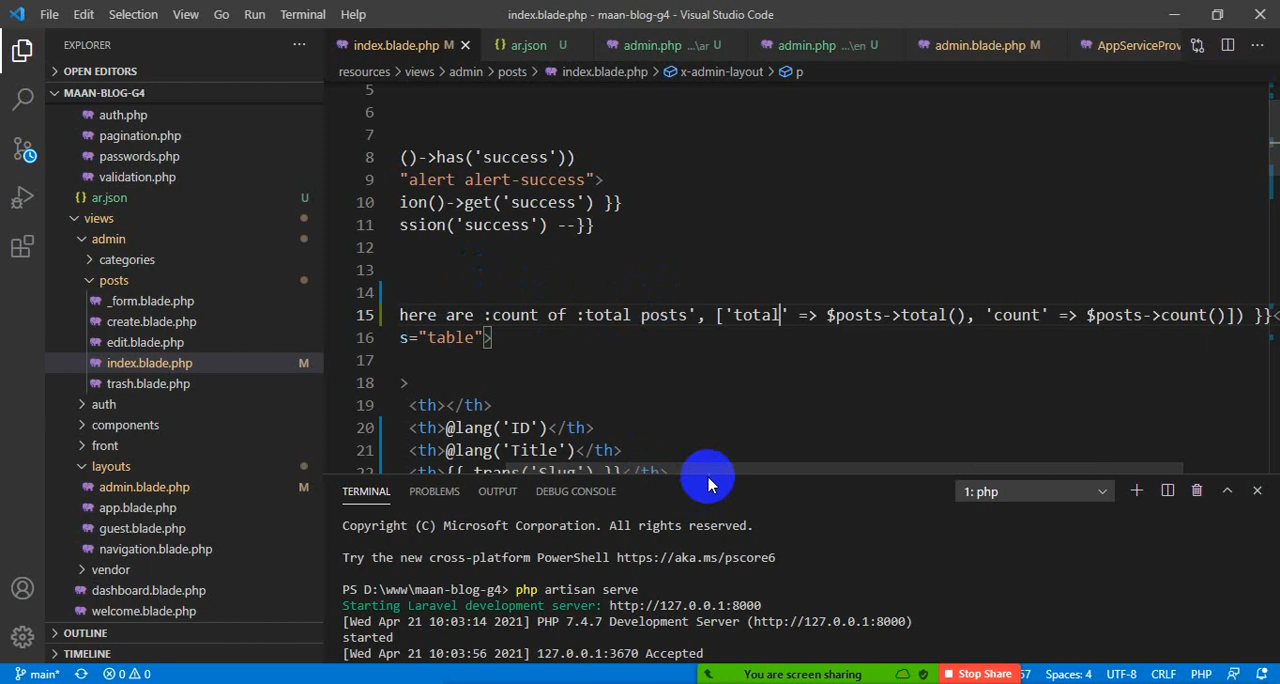 File Edit Selection View Go Run Terminal Help index.blade.php - maan-blog-g4 - Visual Studio Code
EXPLORER
index.blade.php M ar.json U admin.php ...\ar U admin.php ...\en U admin.blade.php M AppServiceProv
OPEN EDITORS
resources > views > admin > posts > index.blade.php > x-admin-layout > p
MAAN-BLOG-G4
auth.php
pagination.php
passwords.php
validation.php
ar.json U
views
admin
categories
posts
_form.blade.php
create.blade.php
edit.blade.php
index.blade.php M
trash.blade.php
auth
components
front
layouts
admin.blade.php M
app.blade.php
guest.blade.php
navigation.blade.php
vendor
dashboard.blade.php
welcome.blade.php
OUTLINE
TIMELINE
5
6
7
8 ()->has('success'))
9 "alert alert-success">
10 ion()->get('success') }}
11 ssion('success') --}}
12
13
14
15 here are :count of :total posts', ['total' => $posts->total(), 'count' => $posts->count()]) }}<
16 s="table">
17
18 >
19 <th></th>
20 <th>@lang('ID')</th>
21 <th>@lang('Title')</th>
22 <th>{{ trans('Slug') }}</th>
TERMINAL PROBLEMS OUTPUT DEBUG CONSOLE 1: php
Copyright (C) Microsoft Corporation. All rights reserved.
Try the new cross-platform PowerShell https://aka.ms/pscore6
PS D:\www\maan-blog-g4> php artisan serve
Starting Laravel development server: http://127.0.0.1:8000
[Wed Apr 21 10:03:14 2021] PHP 7.4.7 Development Server (http://127.0.0.1:8000)
started
[Wed Apr 21 10:03:56 2021] 127.0.0.1:3670 Accepted
main* 0 0 You are screen sharing Stop Share 57 Spaces: 4 UTF-8 CRLF PHP